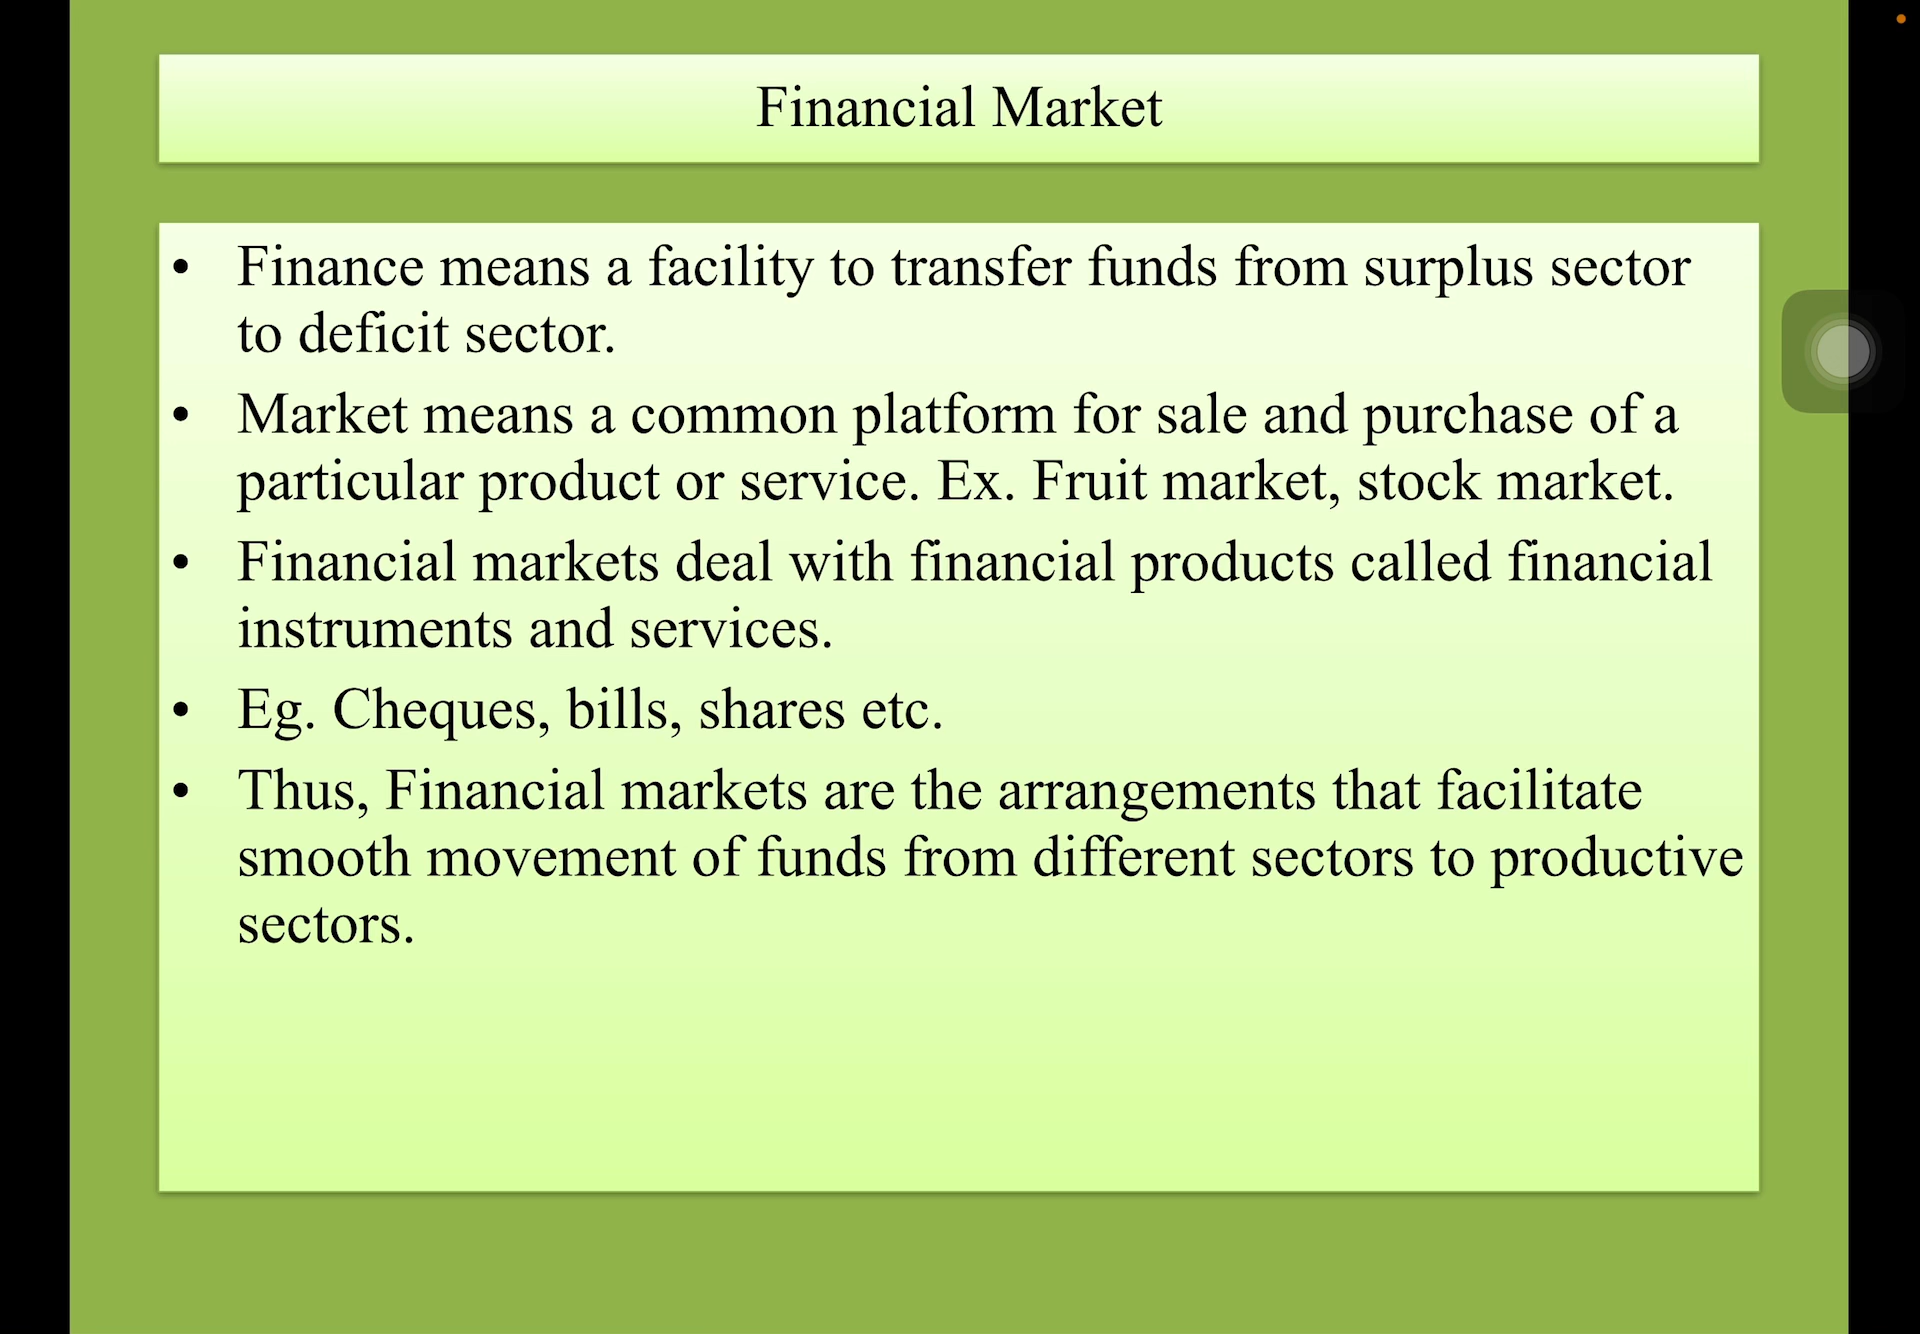 Financial Market
• Finance means a facility to transfer funds from surplus sector
to deficit sector.
• Market means a common platform for sale and purchase of a
particular product or service. Ex. Fruit market, stock market.
• Financial markets deal with financial products called financial
instruments and services.
• Eg. Cheques, bills, shares etc.
• Thus, Financial markets are the arrangements that facilitate
smooth movement of funds from different sectors to productive
sectors.